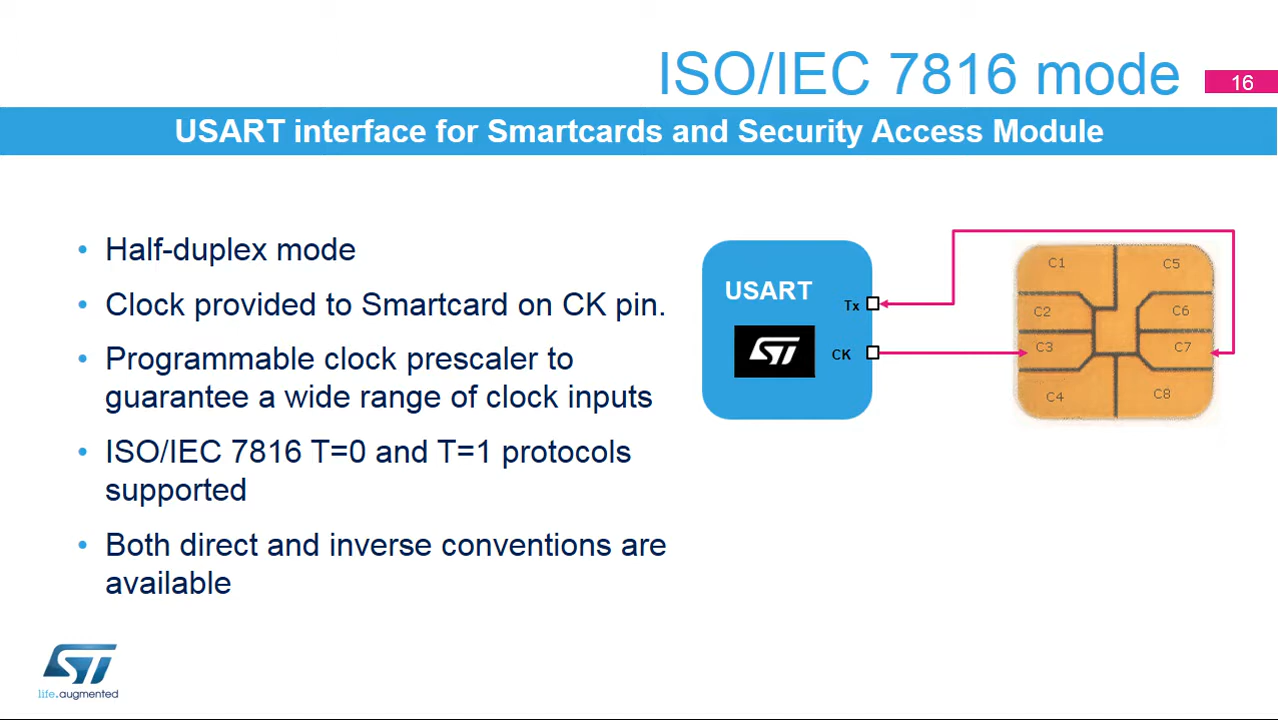 ISO/IEC 7816 mode
16
USART interface for Smartcards and Security Access Module
• Half-duplex mode
• Clock provided to Smartcard on CK pin.
• Programmable clock prescaler to
guarantee a wide range of clock inputs
• ISO/IEC 7816 T=0 and T=1 protocols
supported
• Both direct and inverse conventions are
available
USART
Tx
ST
CK
C1
C5
C2
C6
C3
C7
C4
C8
ST
life.augmented